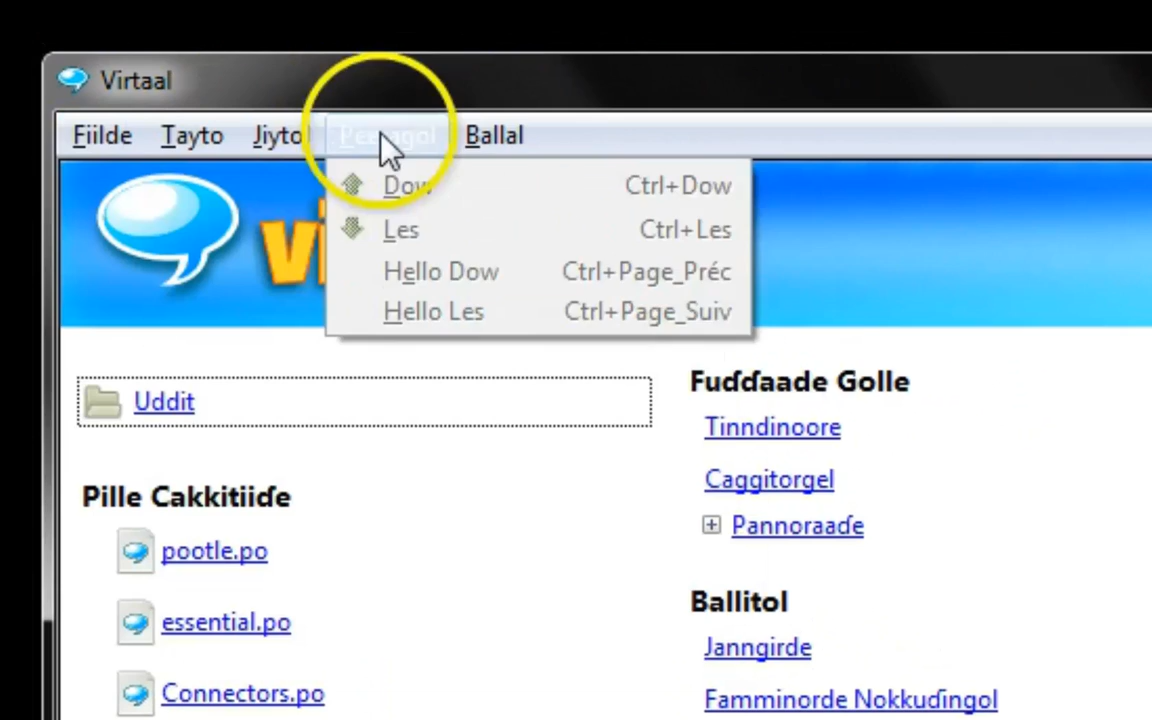 Virtaal
Fiilde Tayto Ballal
Dow Ctrl+Dow
Les Ctrl+Les
Hello Dow Ctrl+Page_Préc
Hello Les Ctrl+Page_Suiv
Uddit
Pille Cakkitiiɗe
pootle.po
essential.po
Connectors.po
Fuɗɗaade Golle
Tinndinoore
Caggitorgel
Pannoraaɗe
Ballitol
Janngirde
Famminorde Nokkuɗingol